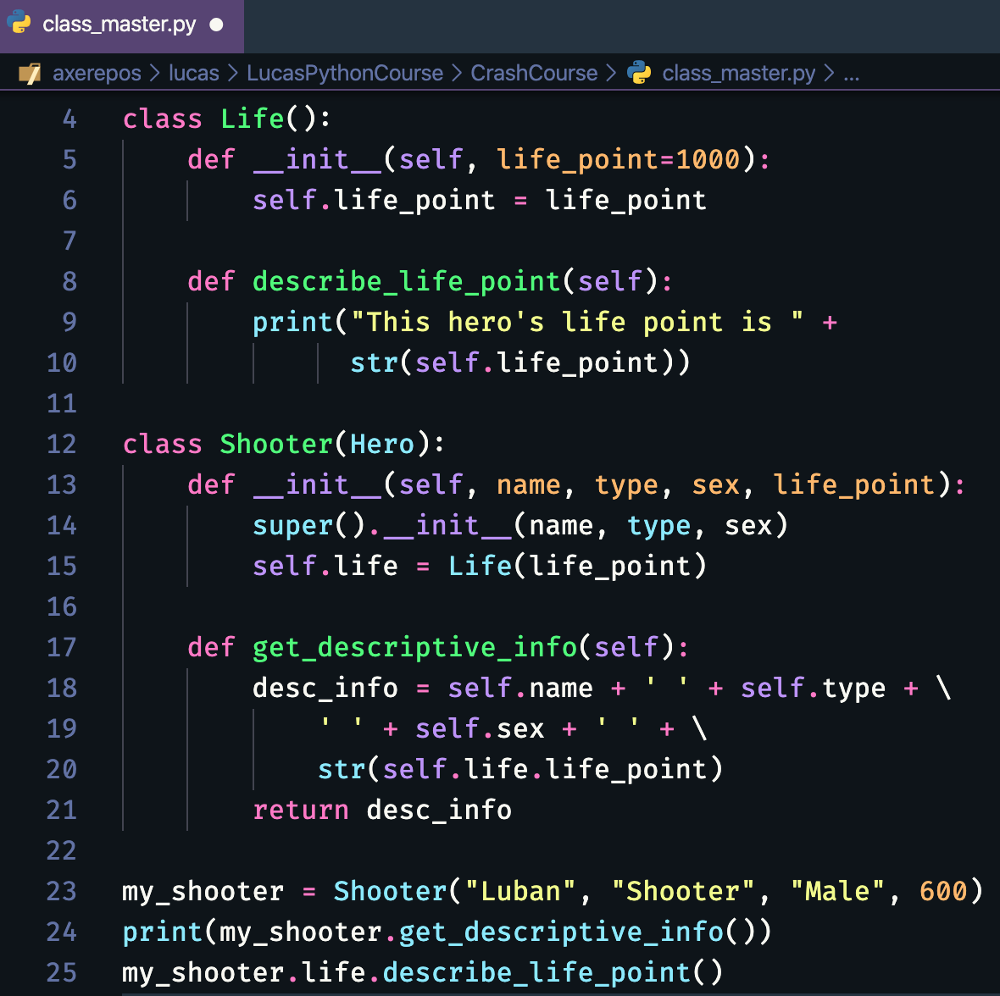 class_master.py
axerepos > lucas > LucasPythonCourse > CrashCourse > class_master.py > ...
4 class Life():
5     def __init__(self, life_point=1000):
6         self.life_point = life_point
7
8     def describe_life_point(self):
9         print("This hero's life point is " +
10               str(self.life_point))
11
12 class Shooter(Hero):
13     def __init__(self, name, type, sex, life_point):
14         super().__init__(name, type, sex)
15         self.life = Life(life_point)
16
17     def get_descriptive_info(self):
18         desc_info = self.name + ' ' + self.type + \
19             ' ' + self.sex + ' ' + \
20             str(self.life.life_point)
21         return desc_info
22
23 my_shooter = Shooter("Luban", "Shooter", "Male", 600)
24 print(my_shooter.get_descriptive_info())
25 my_shooter.life.describe_life_point()